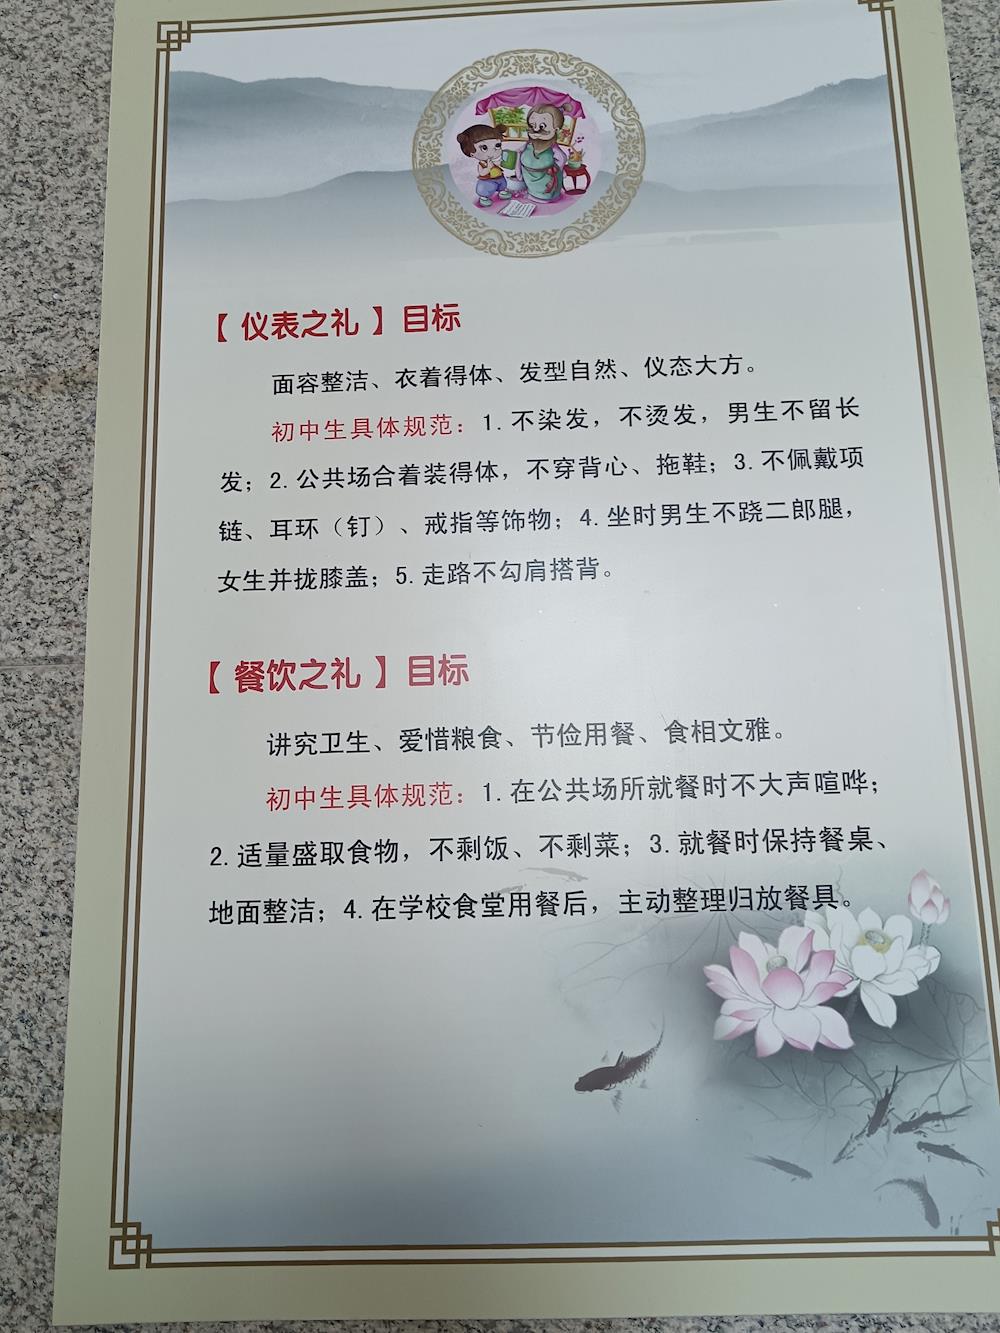 【仪表之礼】目标
面容整洁、衣着得体、发型自然、仪态大方。
初中生具体规范：1.不染发，不烫发，男生不留长
发；2.公共场合着装得体，不穿背心、拖鞋；3.不佩戴项
链、耳环（钉）、戒指等饰物；4.坐时男生不跷二郎腿，
女生并拢膝盖；5.走路不勾肩搭背。
【餐饮之礼】目标
讲究卫生、爱惜粮食、节俭用餐、食相文雅。
初中生具体规范：1.在公共场所就餐时不大声喧哗；
2.适量盛取食物，不剩饭、不剩菜；3.就餐时保持餐桌、
地面整洁；4.在学校食堂用餐后，主动整理归放餐具。